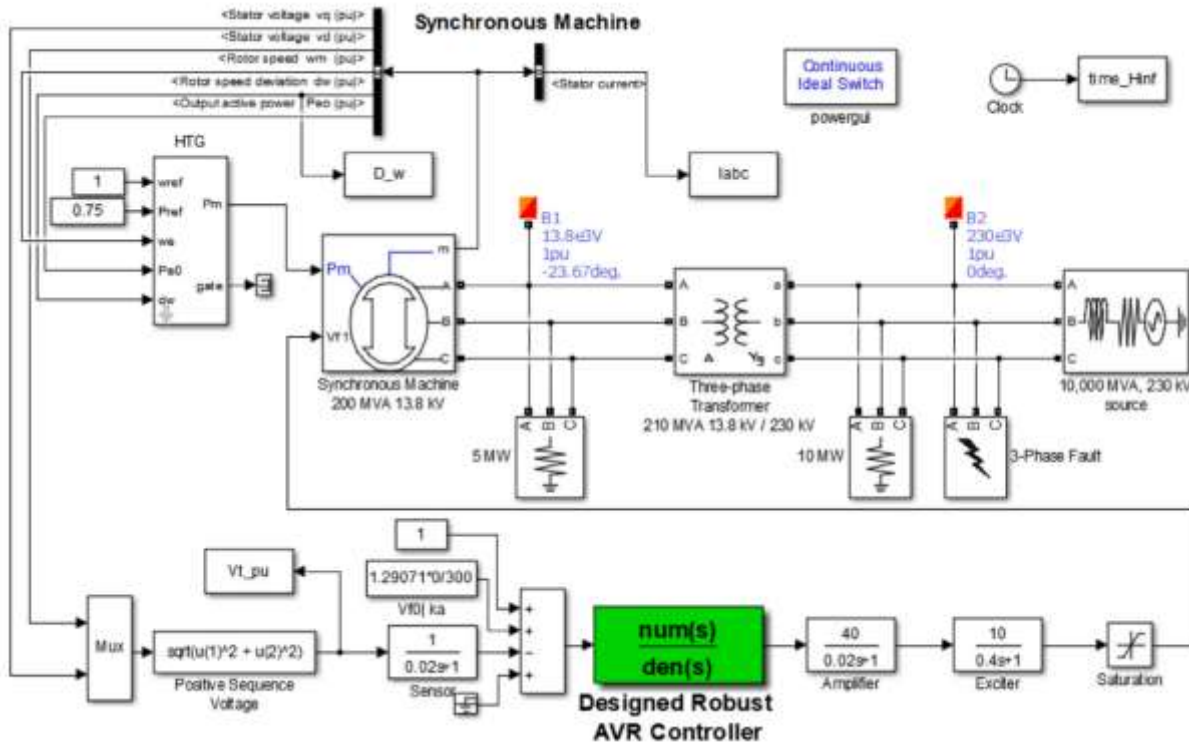 <Stator voltage vq (pu)>
Synchronous Machine
<Stator voltage vd (pu)>
<Rotor speed wm (pu)>
<Rotor speed deviation dw (pu)>
<Output active power Peo (pu)>
<Stator current>
Continuous
Ideal Switch
powergui
Clock
time_Hinf
HTG
1
0.75
wref
Pref
we
Pe0
dw
Pm
gate
D_w
Iabc
B1
13.8e3V
1pu
-23.67deg.
B2
230e3V
1pu
0deg.
Pm
Vf1
m
A
B
C
Synchronous Machine
200 MVA 13.8 kV
A
B
C
a
b
c
Three-phase
Transformer
210 MVA 13.8 kV / 230 kV
A
B
C
10,000 MVA, 230 kV
source
A B C
5 MW
A B C
10 MW
A B C
3-Phase Fault
1
Vt_pu
1.29071*0/300
Vf0| ka
Mux
sqrt(u(1)^2 + u(2)^2)
Positive Sequence
Voltage
1
0.02s+1
Sensor
+
+
−
+
num(s)
den(s)
Designed Robust
AVR Controller
40
0.02s+1
Amplifier
10
0.4s+1
Exciter
Saturation